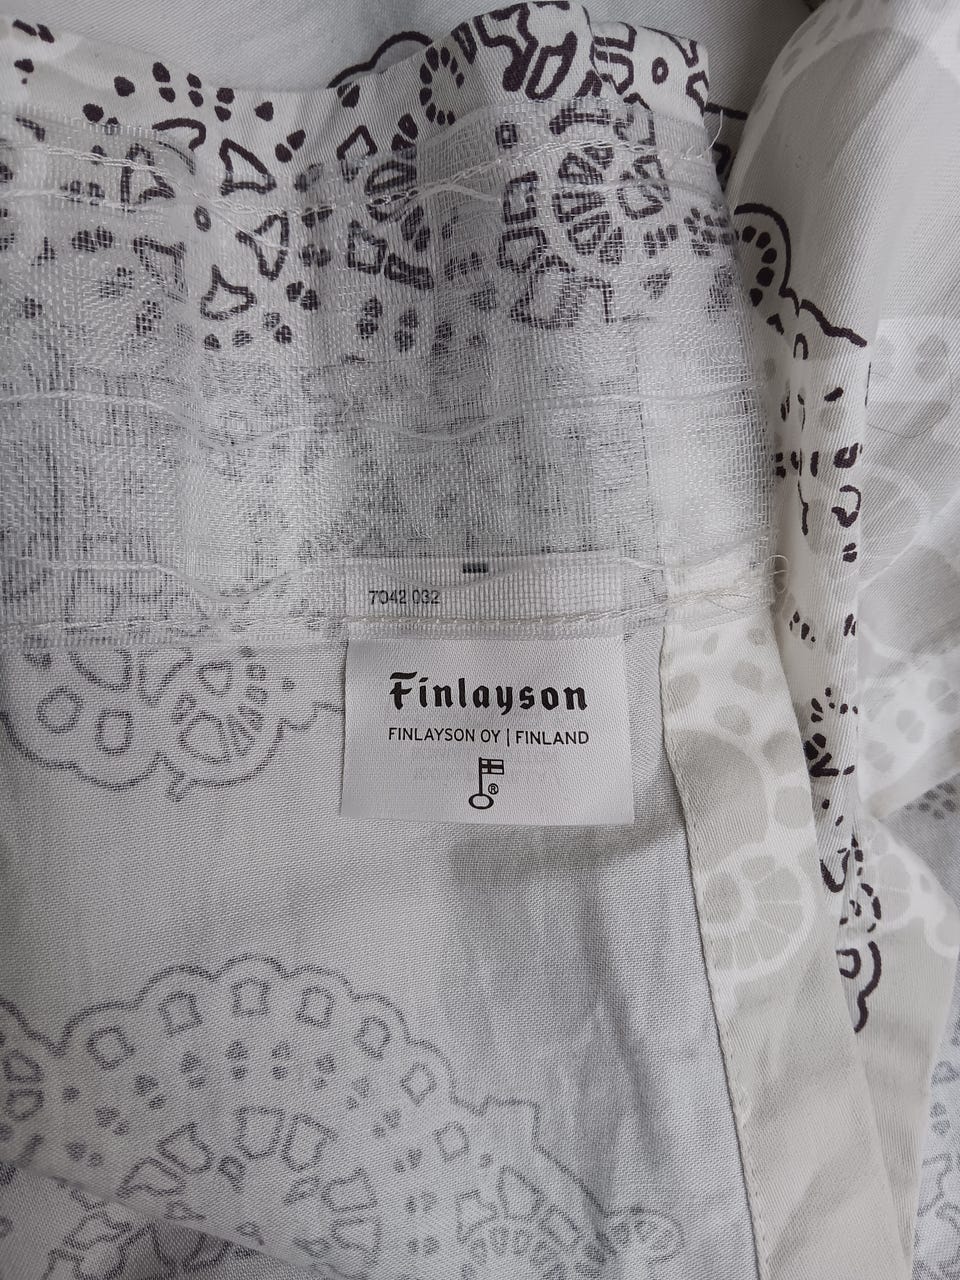 7042 032
Finlayson
FINLAYSON OY | FINLAND
®